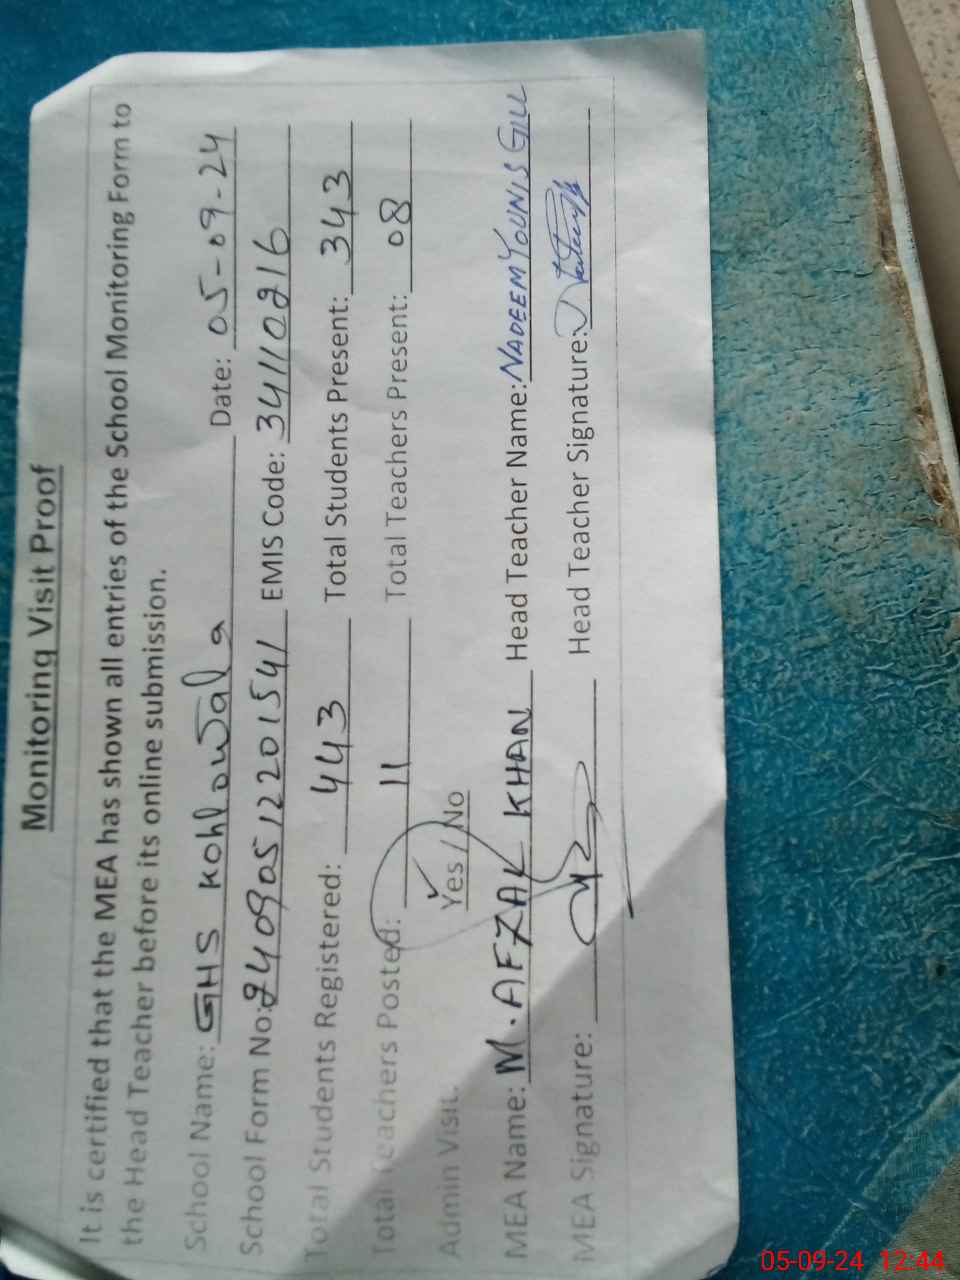 Monitoring Visit Proof
It is certified that the MEA has shown all entries of the School Monitoring Form to
the Head Teacher before its online submission.
School Name: GHS Kohlowala Date: 05-09-24
School Form No: 240905122201541 EMIS Code: 34110216
Total Students Registered: 443 Total Students Present: 343
Total Teachers Posted: 11 Total Teachers Present: 08
Admin Visit. Yes / No
MEA Name: M. AFZAL KHAN Head Teacher Name: NADEEM YOUNIS GILL
MEA Signature: Head Teacher Signature:
05-09-24 12:44